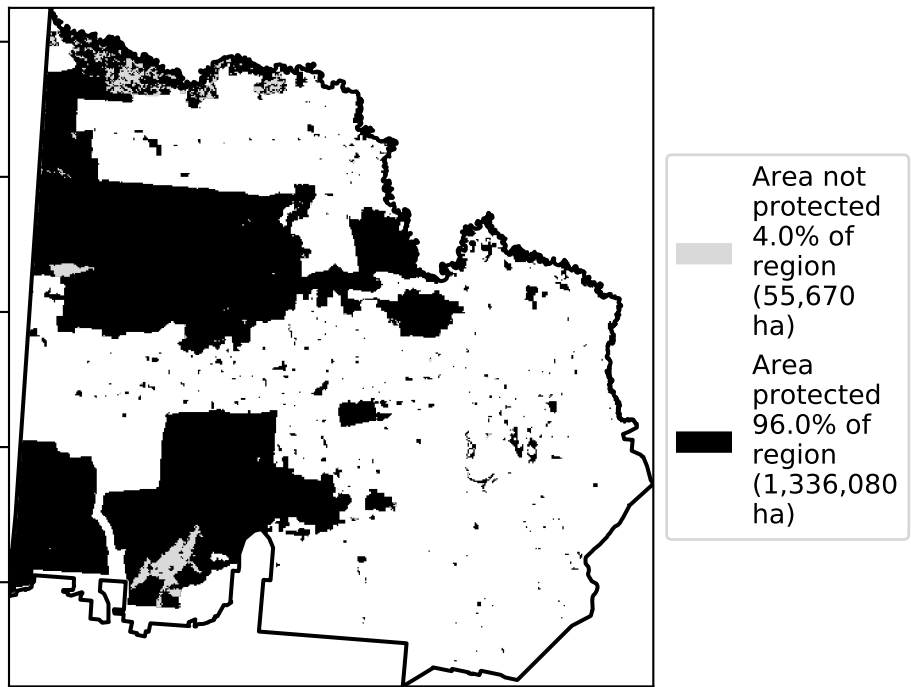 Area not
protected
4.0% of
region
(55,670
ha)
Area
protected
96.0% of
region
(1,336,080
ha)